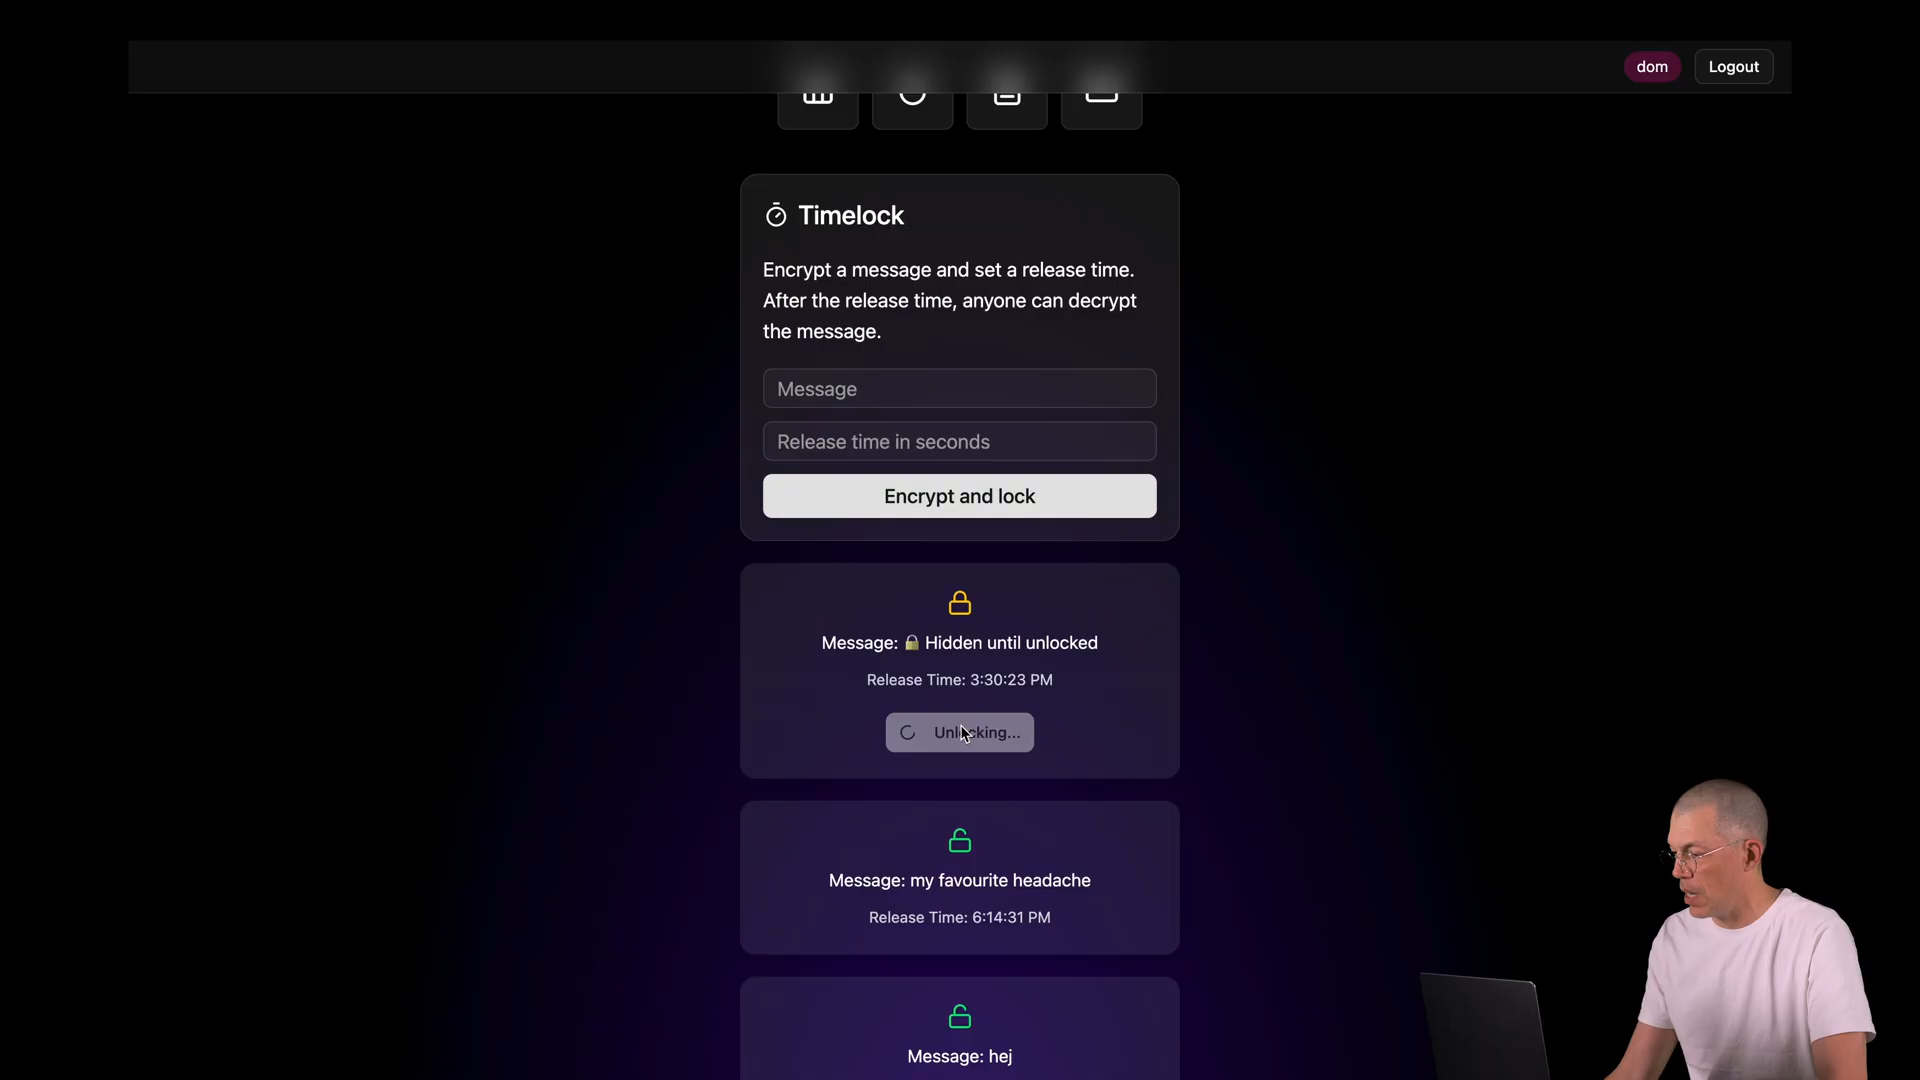 dom
Logout
Timelock
Encrypt a message and set a release time.
After the release time, anyone can decrypt
the message.
Message
Release time in seconds
Encrypt and lock
Message: 🔒 Hidden until unlocked
Release Time: 3:30:23 PM
Unlocking...
Message: my favourite headache
Release Time: 6:14:31 PM
Message: hej